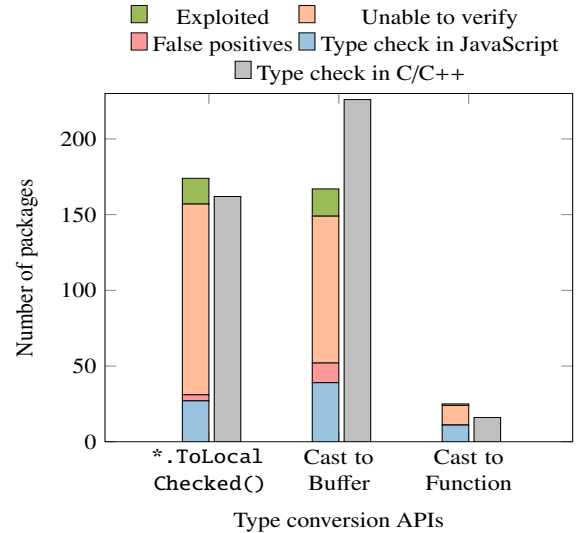 Exploited Unable to verify
False positives Type check in JavaScript
Type check in C/C++
200
150
100
50
0
Number of packages
*.ToLocal Cast to Cast to
Checked() Buffer Function
Type conversion APIs